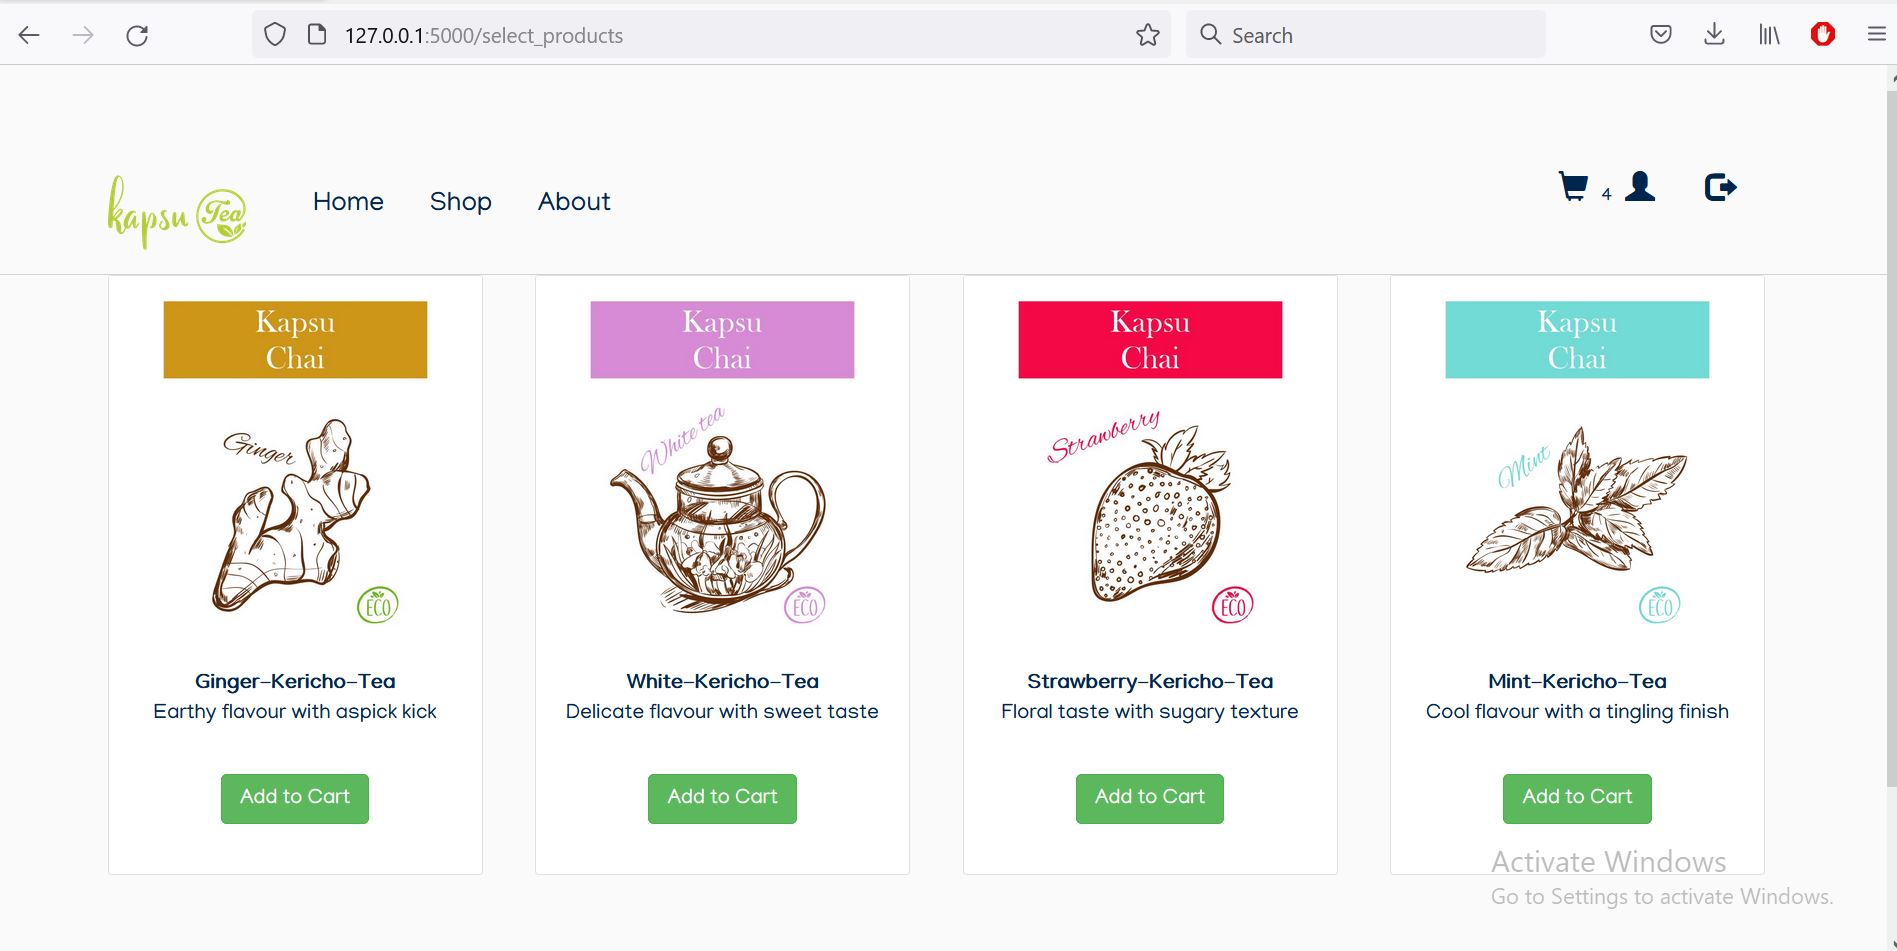 127.0.0.1:5000/select_products
Search
kapsu Tea
Home
Shop
About
4
Kapsu
Chai
Ginger
ECO
Ginger-Kericho-Tea
Earthy flavour with aspick kick
Add to Cart
Kapsu
Chai
White tea
ECO
White-Kericho-Tea
Delicate flavour with sweet taste
Add to Cart
Kapsu
Chai
Strawberry
ECO
Strawberry-Kericho-Tea
Floral taste with sugary texture
Add to Cart
Kapsu
Chai
Mint
ECO
Mint-Kericho-Tea
Cool flavour with a tingling finish
Add to Cart
Activate Windows
Go to Settings to activate Windows.